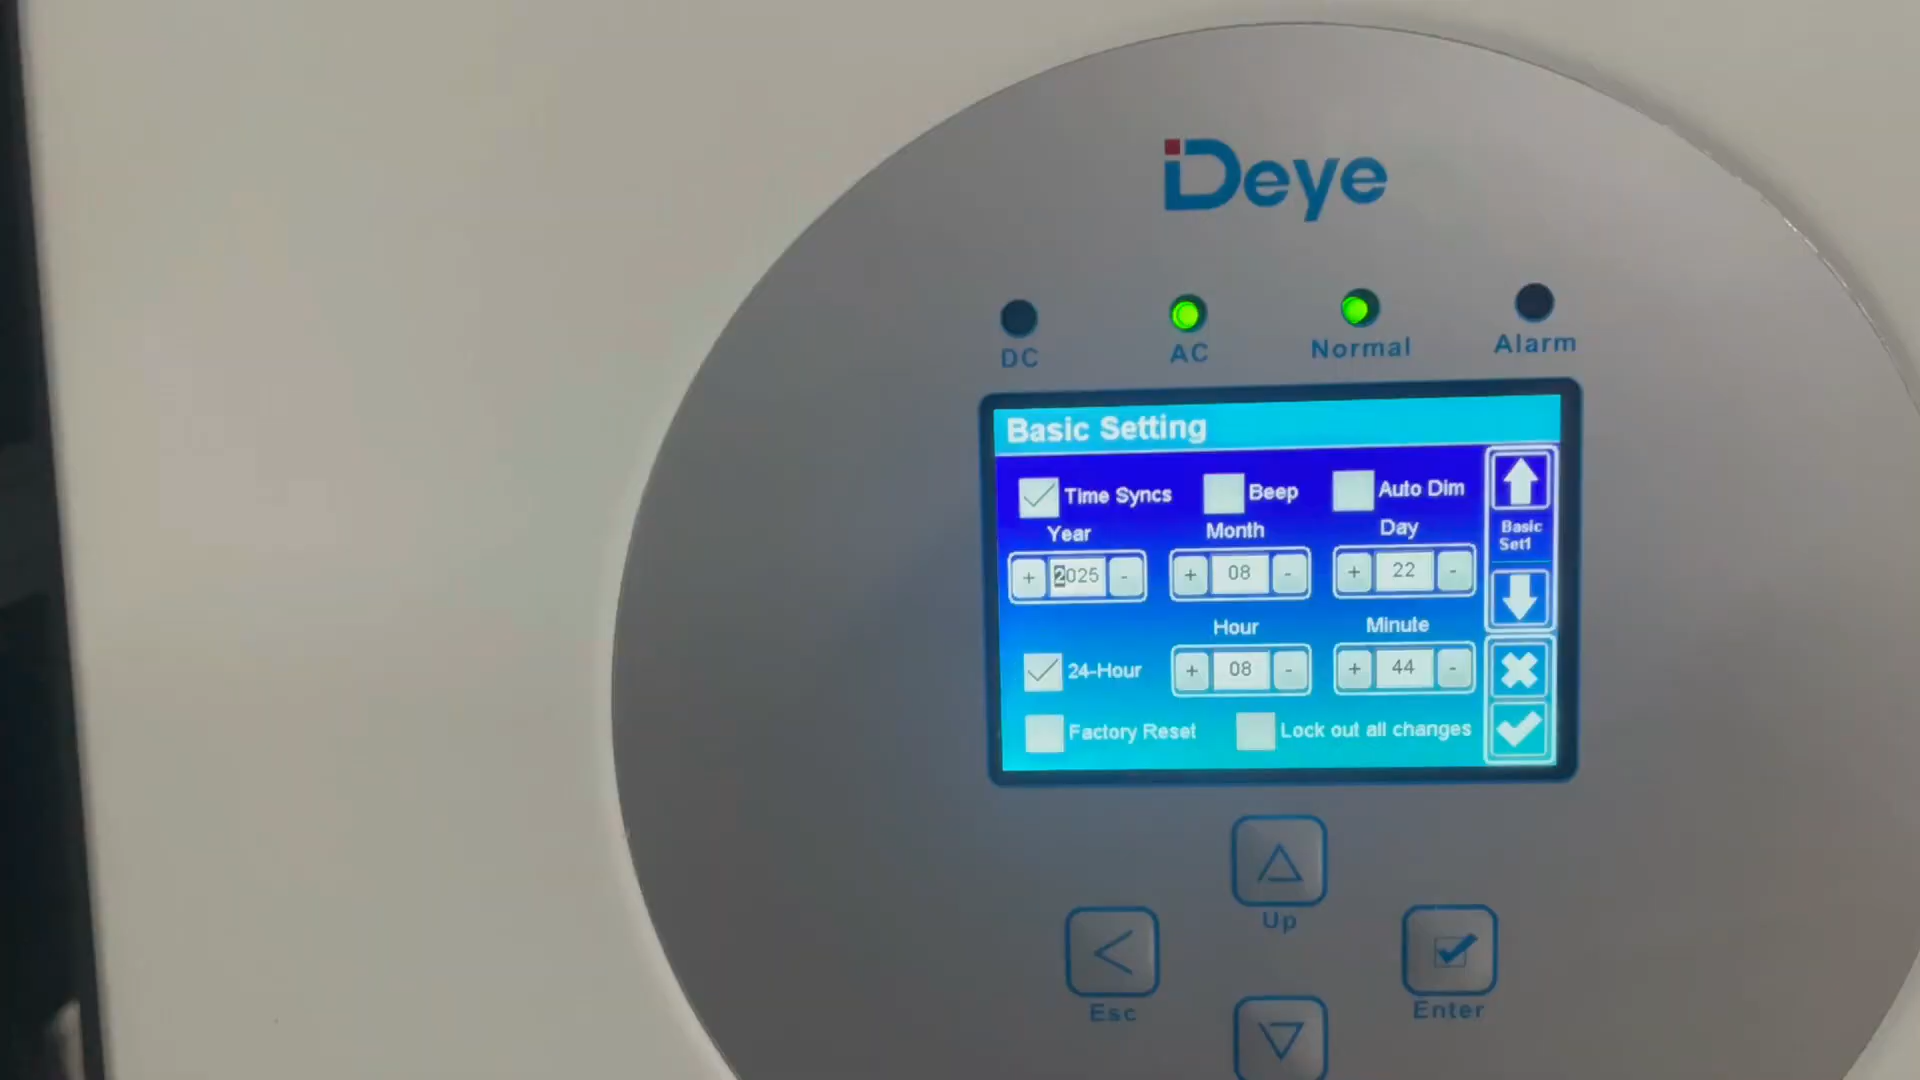 Deye
DC AC Normal Alarm
Basic Setting
Time Syncs Beep Auto Dim
Year Month Day
+ 2025 - + 08 - + 22 -
Basic
Set1
Hour Minute
24-Hour + 08 - + 44 -
Factory Reset Lock out all changes
Up
Esc Enter